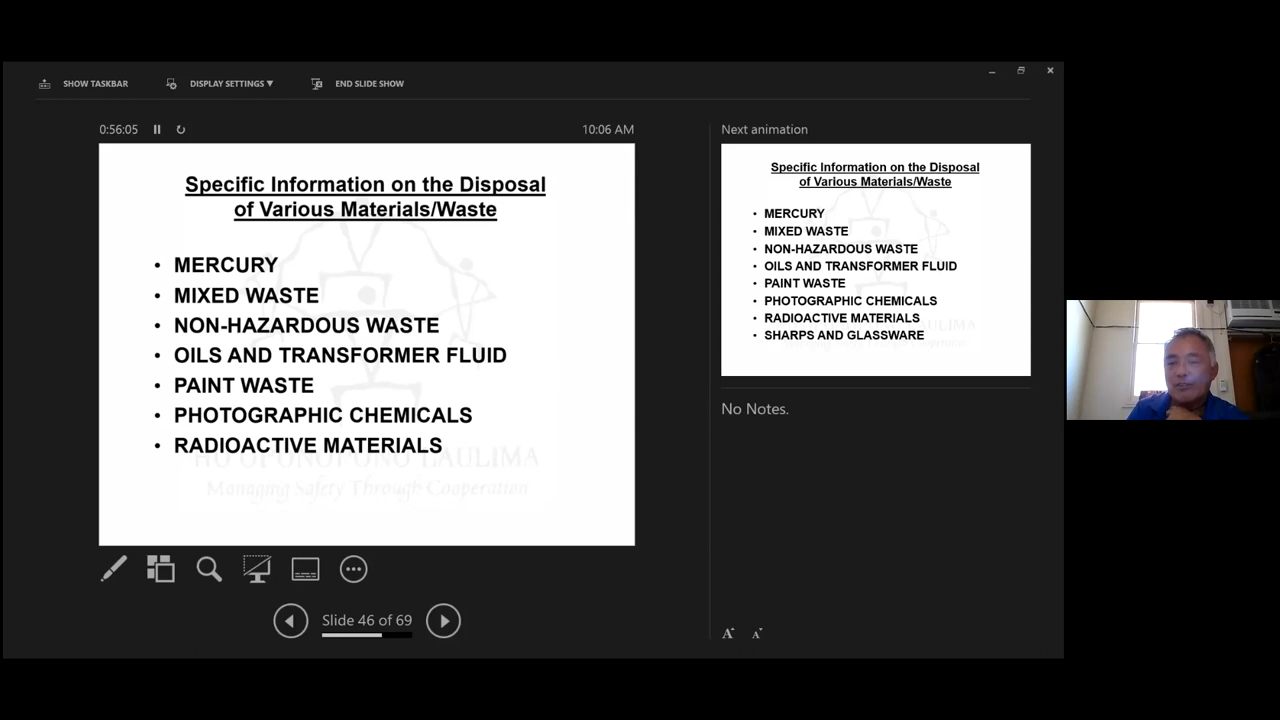 SHOW TASKBAR
DISPLAY SETTINGS ▼
END SLIDE SHOW
0:56:05
10:06 AM
Specific Information on the Disposal
of Various Materials/Waste
• MERCURY
• MIXED WASTE
• NON-HAZARDOUS WASTE
• OILS AND TRANSFORMER FLUID
• PAINT WASTE
• PHOTOGRAPHIC CHEMICALS
• RADIOACTIVE MATERIALS
HO'OPONOPONO LAULIMA
Managing Safety Through Cooperation
Slide 46 of 69
Next animation
Specific Information on the Disposal
of Various Materials/Waste
• MERCURY
• MIXED WASTE
• NON-HAZARDOUS WASTE
• OILS AND TRANSFORMER FLUID
• PAINT WASTE
• PHOTOGRAPHIC CHEMICALS
• RADIOACTIVE MATERIALS
• SHARPS AND GLASSWARE
No Notes.
A A